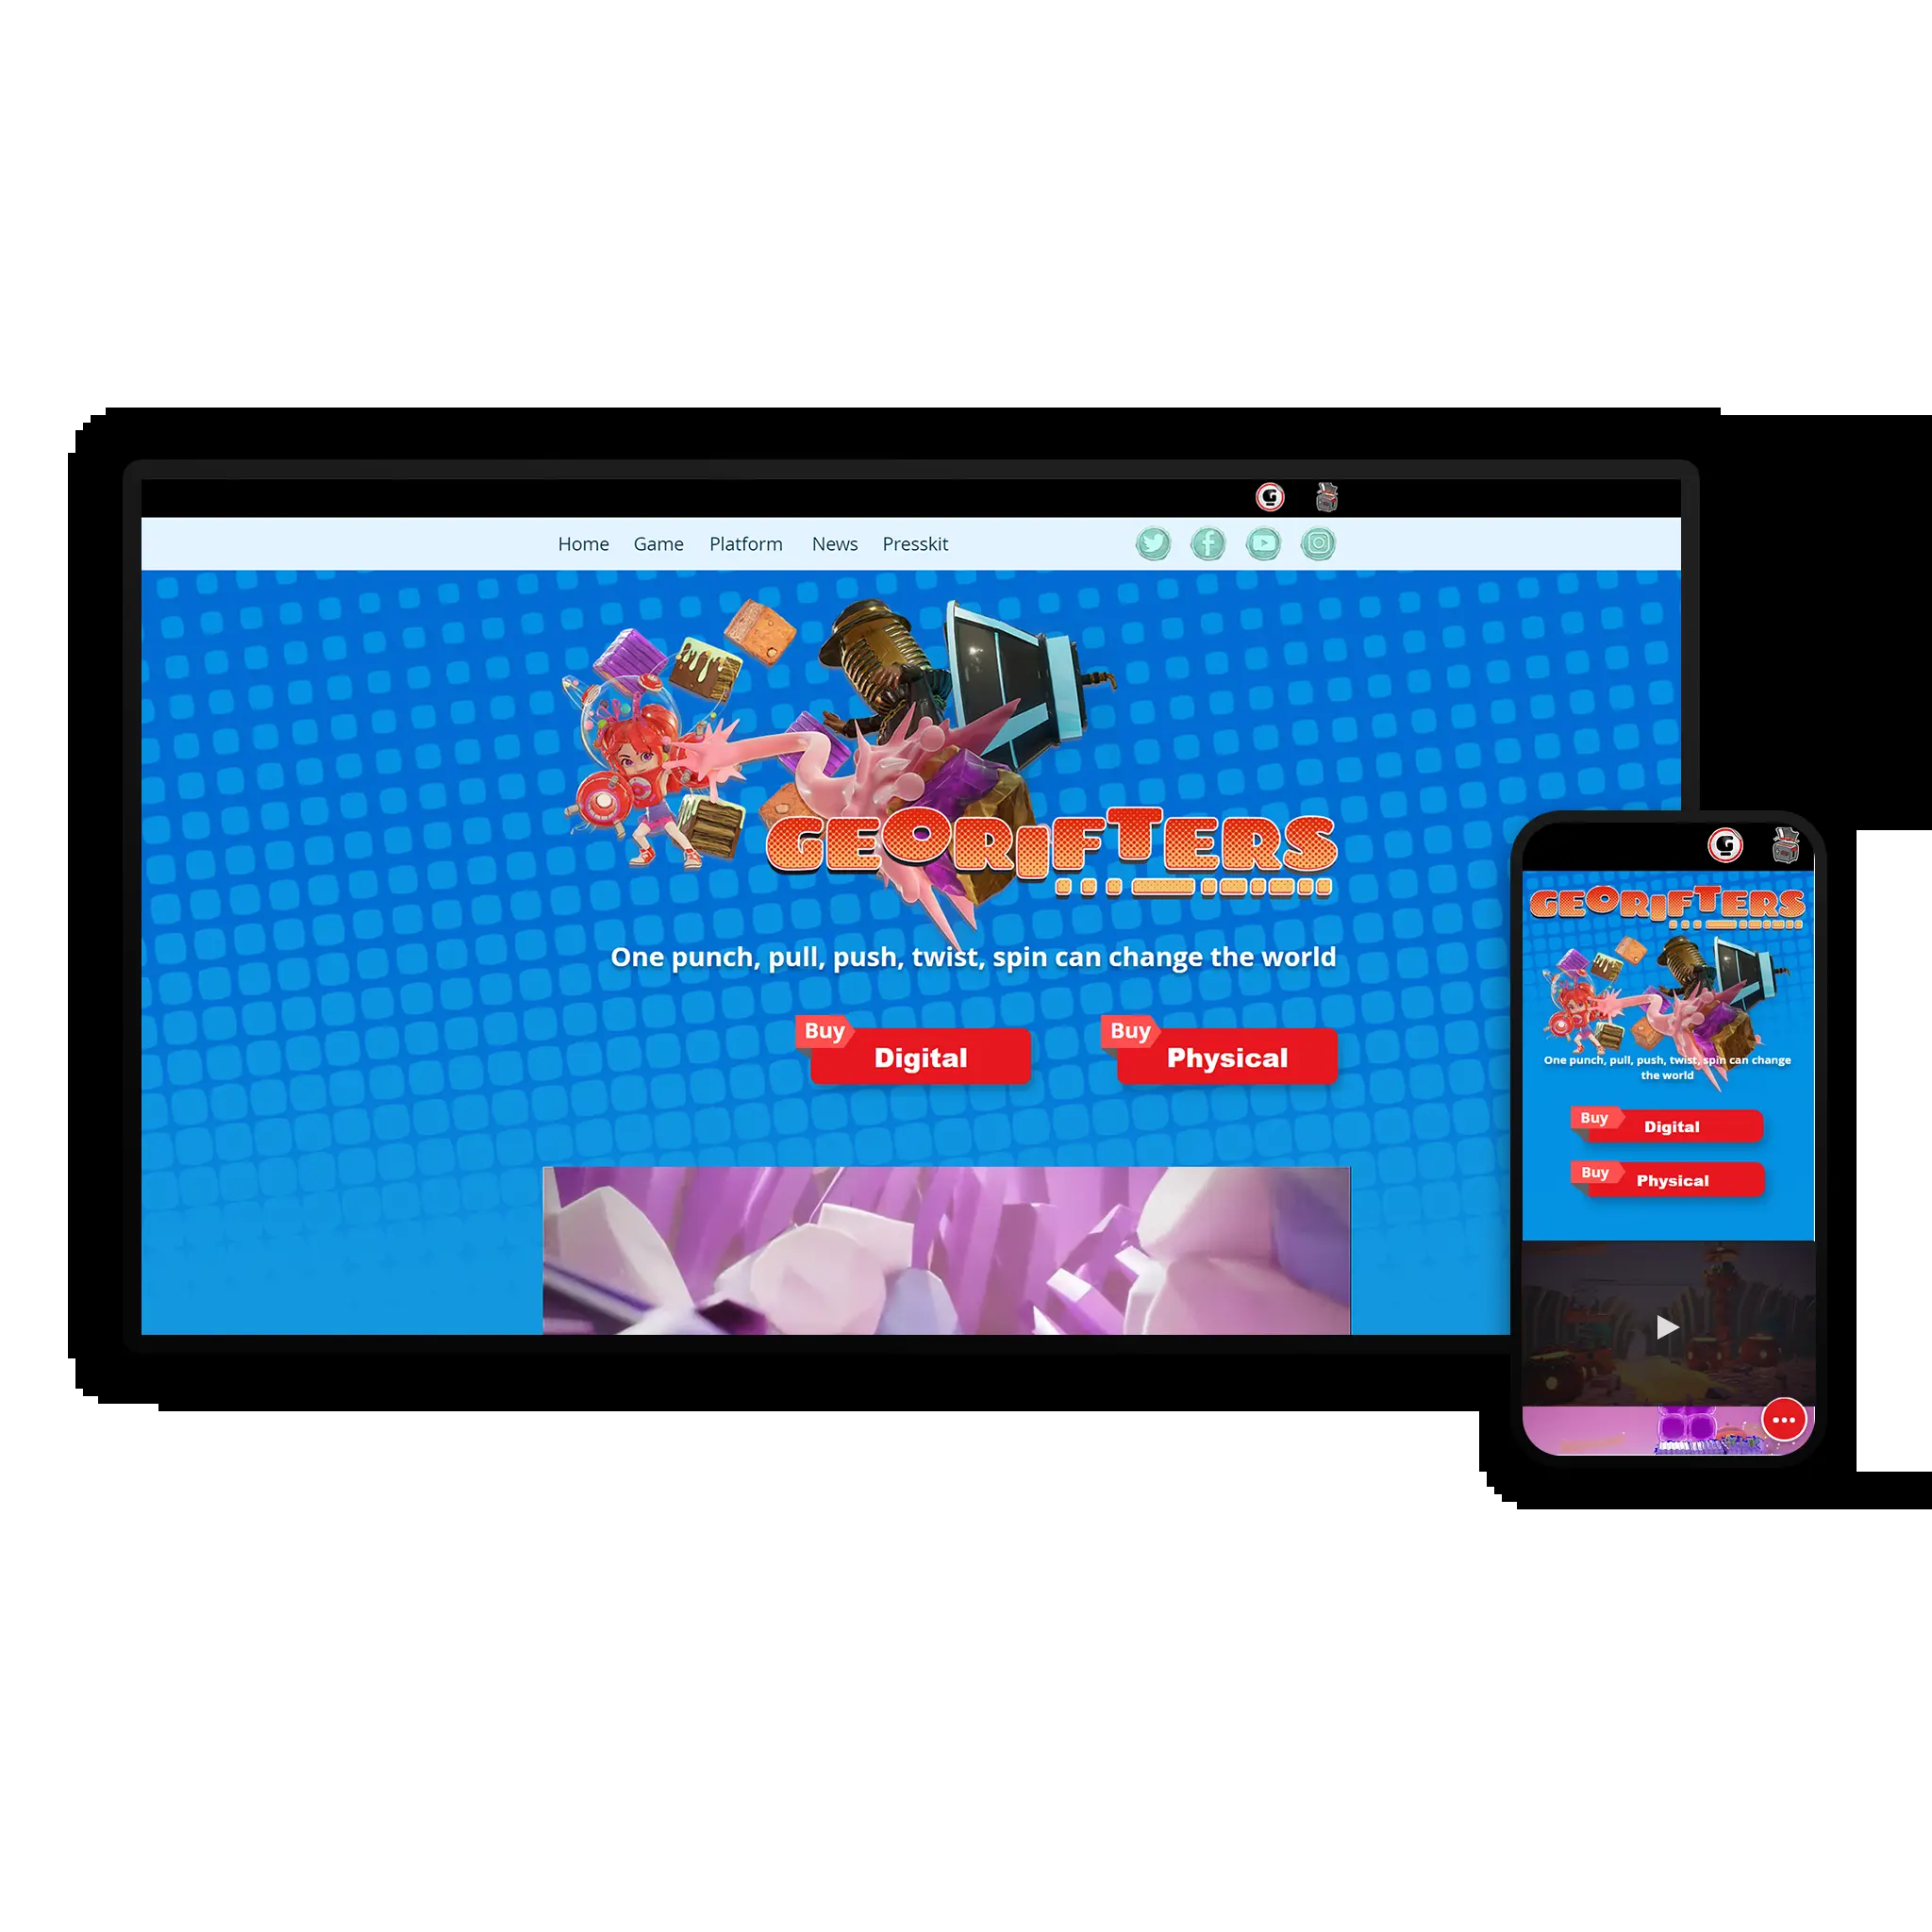 G
Home Game Platform News Presskit
GEORIFTERS
One punch, pull, push, twist, spin can change the world
Buy
Digital
Buy
Physical
G
GEORIFTERS
One punch, pull, push, twist, spin can change
the world
Buy
Digital
Buy
Physical